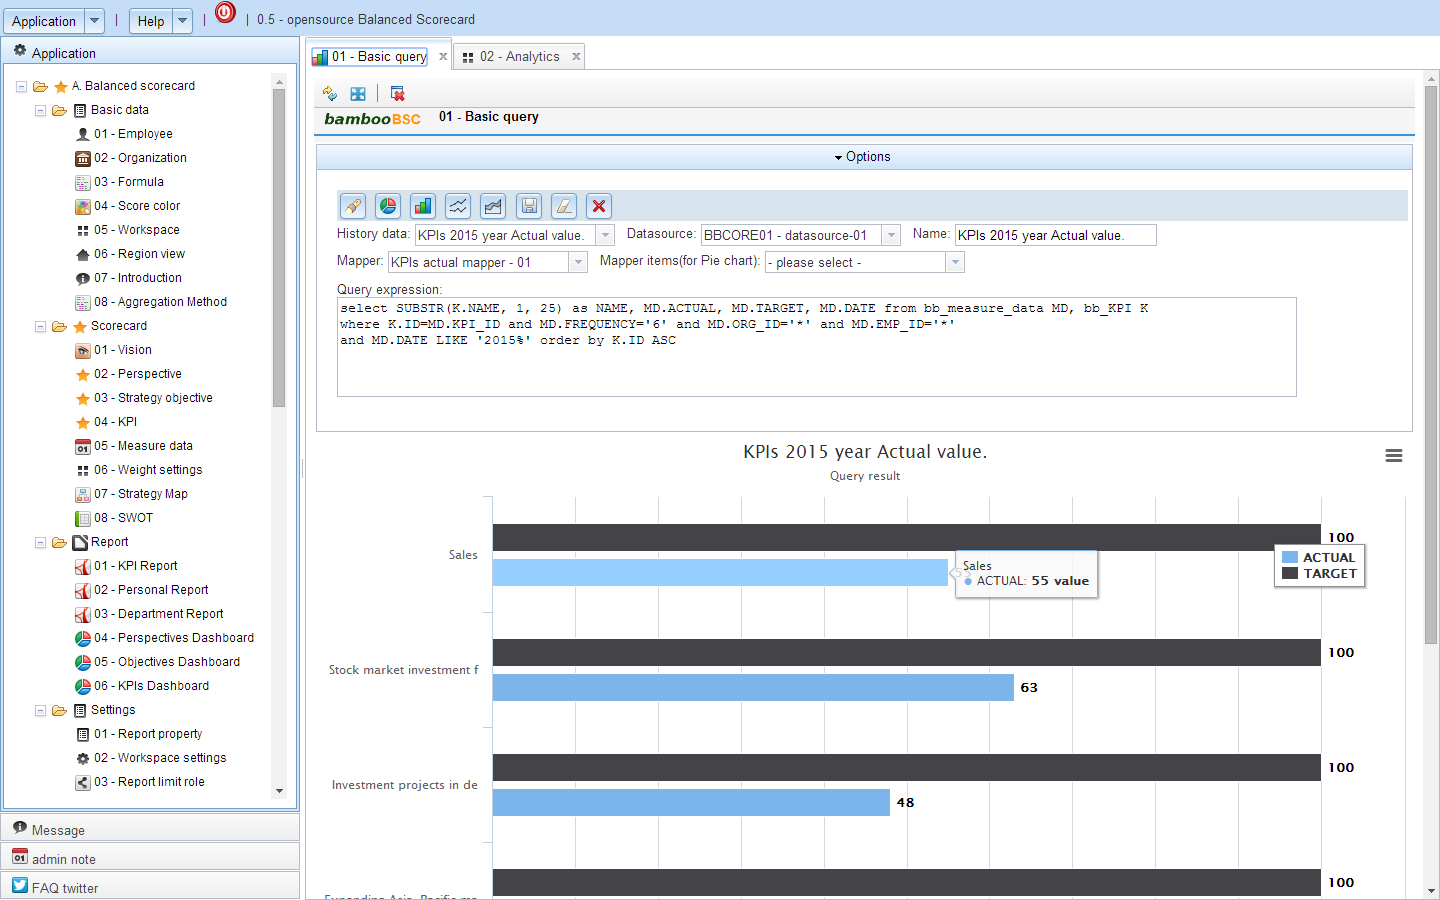 Application
Help
0.5 - opensource Balanced Scorecard
Application
A. Balanced scorecard
Basic data
01 - Employee
02 - Organization
03 - Formula
04 - Score color
05 - Workspace
06 - Region view
07 - Introduction
08 - Aggregation Method
Scorecard
01 - Vision
02 - Perspective
03 - Strategy objective
04 - KPI
05 - Measure data
06 - Weight settings
07 - Strategy Map
08 - SWOT
Report
01 - KPI Report
02 - Personal Report
03 - Department Report
04 - Perspectives Dashboard
05 - Objectives Dashboard
06 - KPIs Dashboard
Settings
01 - Report property
02 - Workspace settings
03 - Report limit role
Message
admin note
FAQ twitter
01 - Basic query
02 - Analytics
bambooBSC 01 - Basic query
Options
History data: KPIs 2015 year Actual value. Datasource: BBCORE01 - datasource-01 Name: KPIs 2015 year Actual value.
Mapper: KPIs actual mapper - 01 Mapper items(for Pie chart): - please select -
Query expression:
select SUBSTR(K.NAME, 1, 25) as NAME, MD.ACTUAL, MD.TARGET, MD.DATE from bb_measure_data MD, bb_KPI K
where K.ID=MD.KPI_ID and MD.FREQUENCY='6' and MD.ORG_ID='*' and MD.EMP_ID='*'
and MD.DATE LIKE '2015%' order by K.ID ASC
KPIs 2015 year Actual value.
Query result
Sales
100
Sales
ACTUAL: 55 value
ACTUAL
TARGET
Stock market investment f
100
63
Investment projects in de
100
48
100